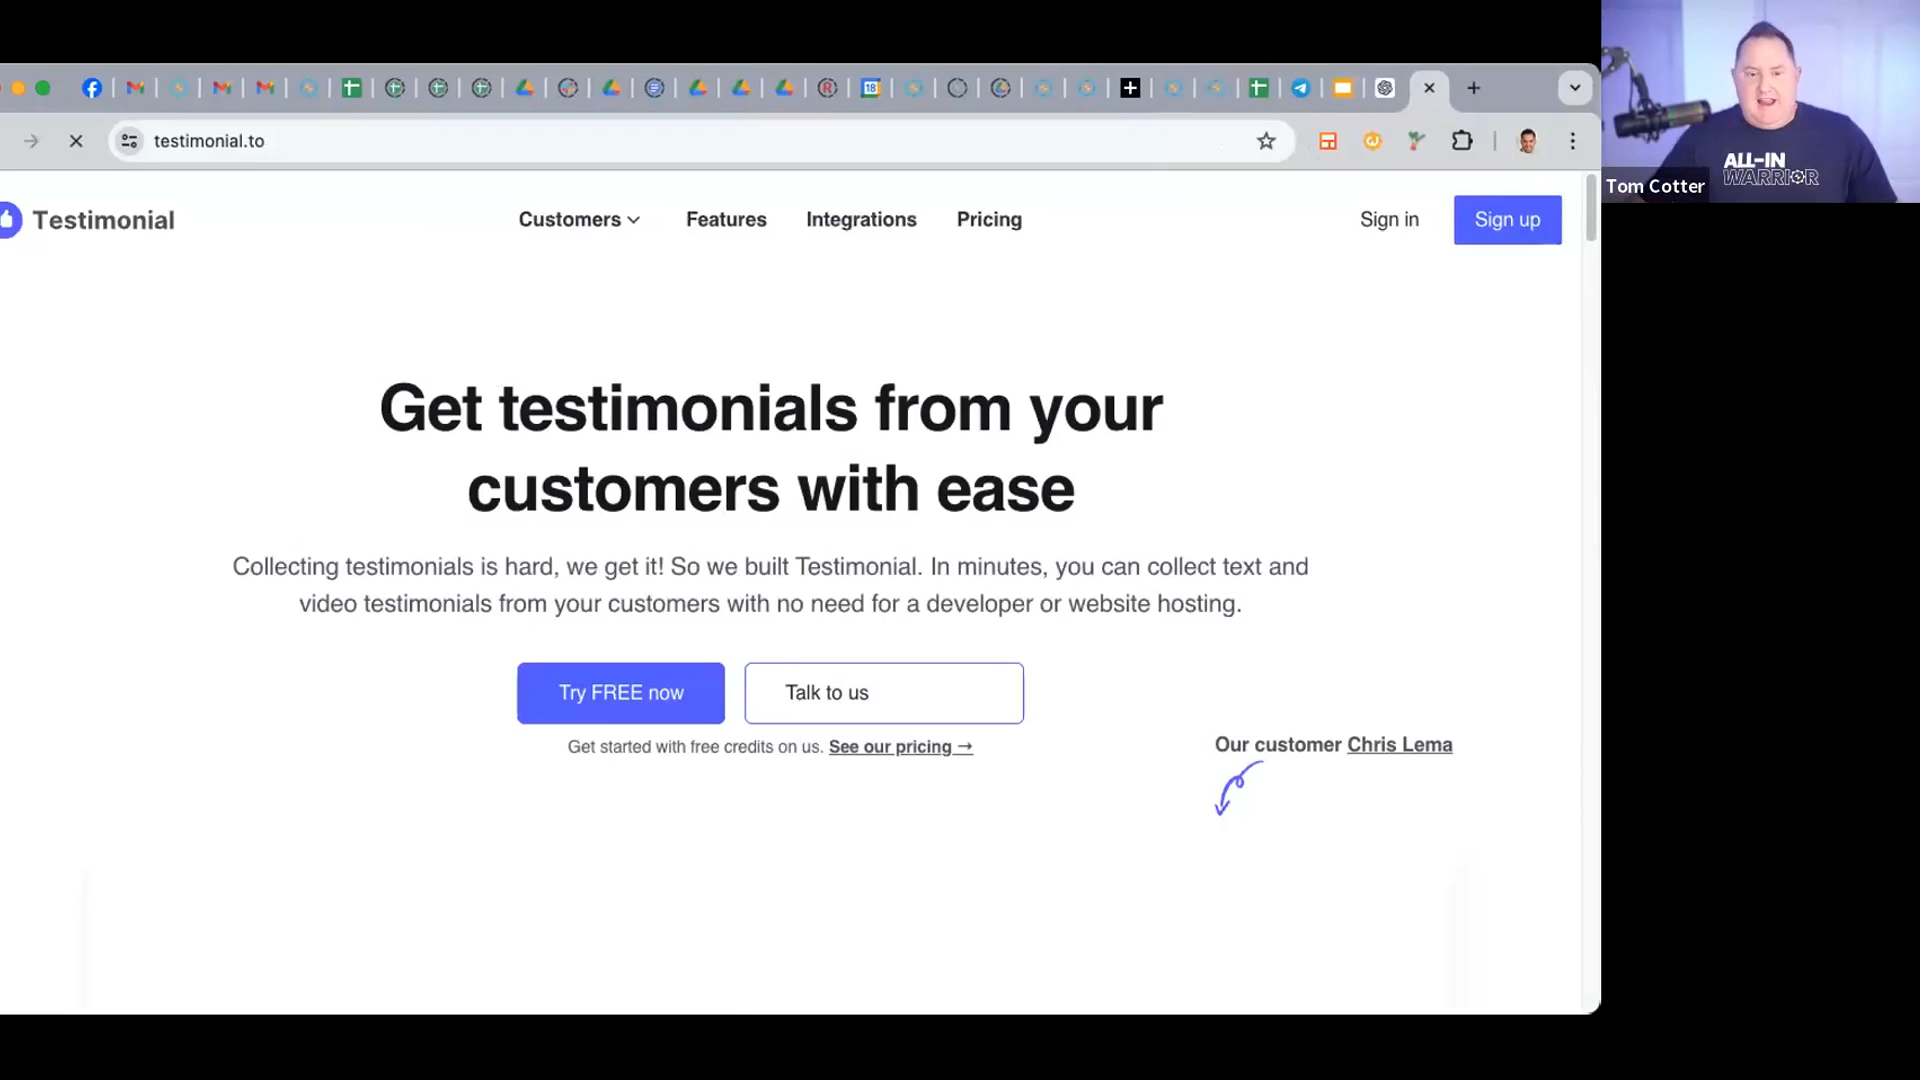 18
testimonial.to
Tom Cotter
ALL-IN
WARRIOR
Testimonial
Customers
Features
Integrations
Pricing
Sign in
Sign up
Get testimonials from your
customers with ease
Collecting testimonials is hard, we get it! So we built Testimonial. In minutes, you can collect text and
video testimonials from your customers with no need for a developer or website hosting.
Try FREE now
Talk to us
Get started with free credits on us. See our pricing →
Our customer Chris Lema